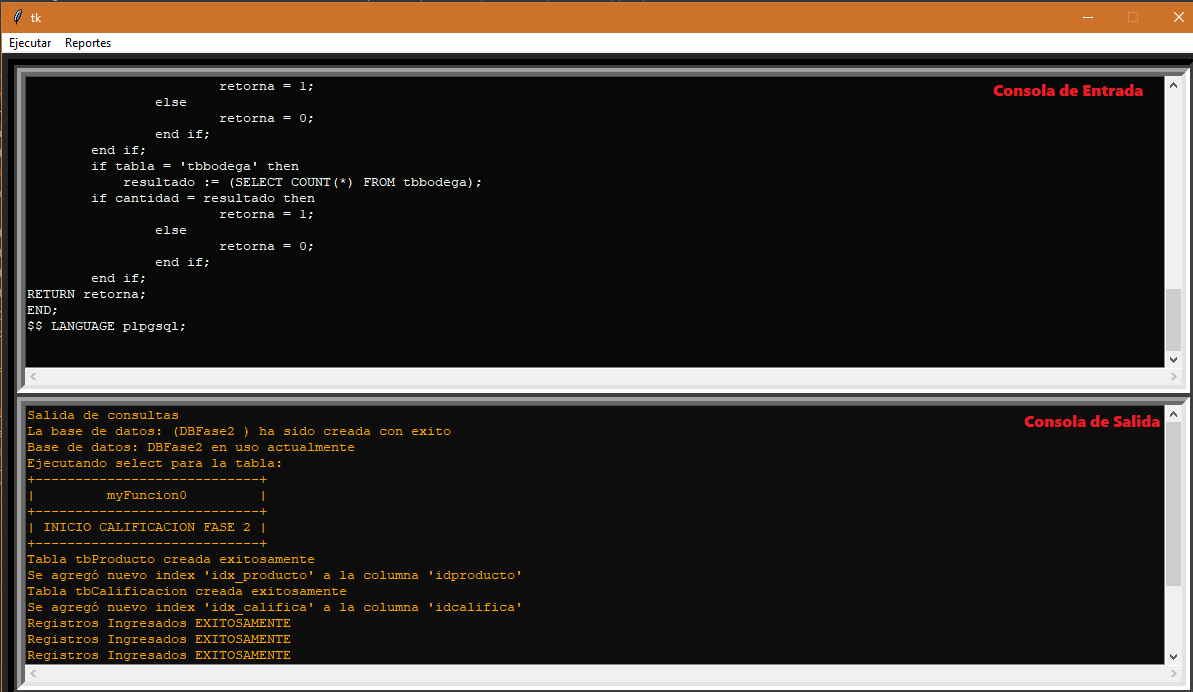 tk
Ejecutar Reportes
retorna = 1;
Consola de Entrada
else
retorna = 0;
end if;
end if;
if tabla = 'tbbodega' then
resultado := (SELECT COUNT(*) FROM tbbodega);
if cantidad = resultado then
retorna = 1;
else
retorna = 0;
end if;
end if;
RETURN retorna;
END;
$$ LANGUAGE plpgsql;
Salida de consultas
Consola de Salida
La base de datos: (DBFase2 ) ha sido creada con exito
Base de datos: DBFase2 en uso actualmente
Ejecutando select para la tabla:
+----------------------------+
|         myFuncion0         |
+----------------------------+
| INICIO CALIFICACION FASE 2 |
+----------------------------+
Tabla tbProducto creada exitosamente
Se agregó nuevo index 'idx_producto' a la columna 'idproducto'
Tabla tbCalificacion creada exitosamente
Se agregó nuevo index 'idx_califica' a la columna 'idcalifica'
Registros Ingresados EXITOSAMENTE
Registros Ingresados EXITOSAMENTE
Registros Ingresados EXITOSAMENTE